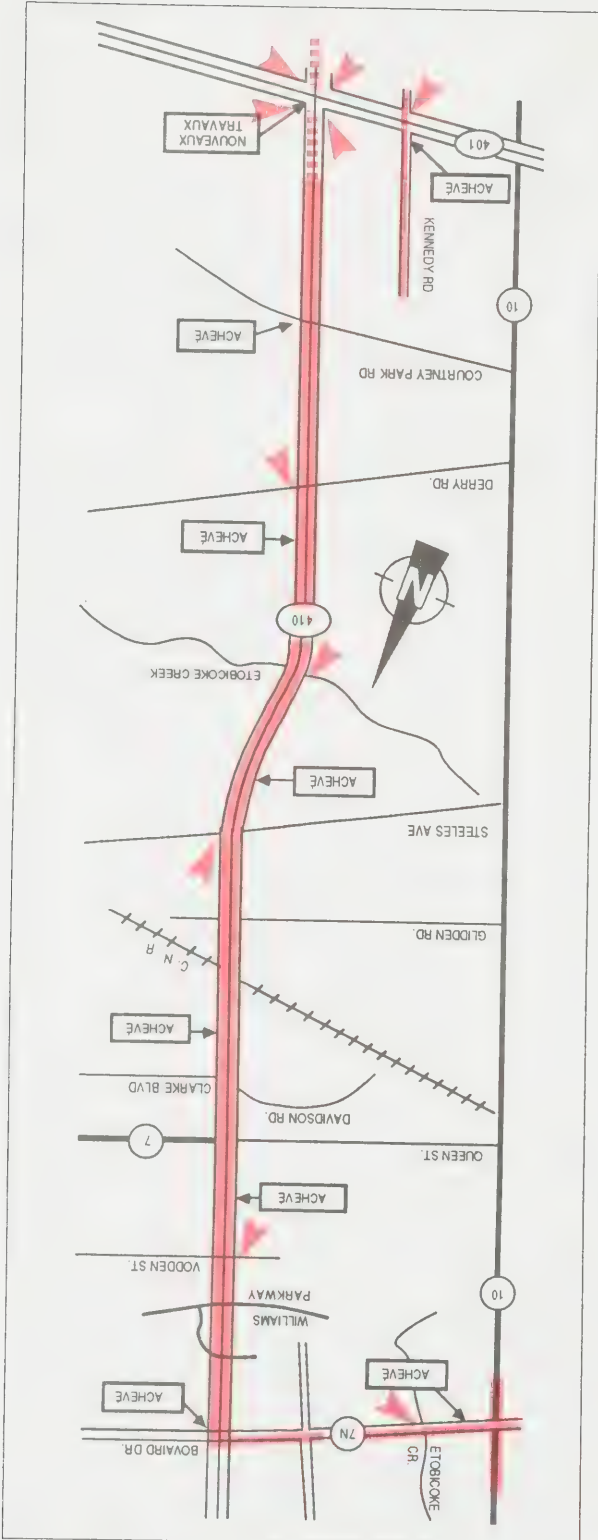 ETOBICOKE
CR.
7N
BOVAIRD DR.
ACHEVÉ
ACHEVÉ
WILLIAMS
PARKWAY
10
VODDEN ST.
ACHEVÉ
QUEEN ST.
7
DAVIDSON RD.
CLARKE BLVD
ACHEVÉ
C N R
GLIDDEN RD.
STEELES AVE
ACHEVÉ
ETOBICOKE CREEK
410
N
ACHEVÉ
DERRY RD.
COURTNEY PARK RD
ACHEVÉ
10
KENNEDY RD
ACHEVÉ
401
NOUVEAUX
TRAVAUX